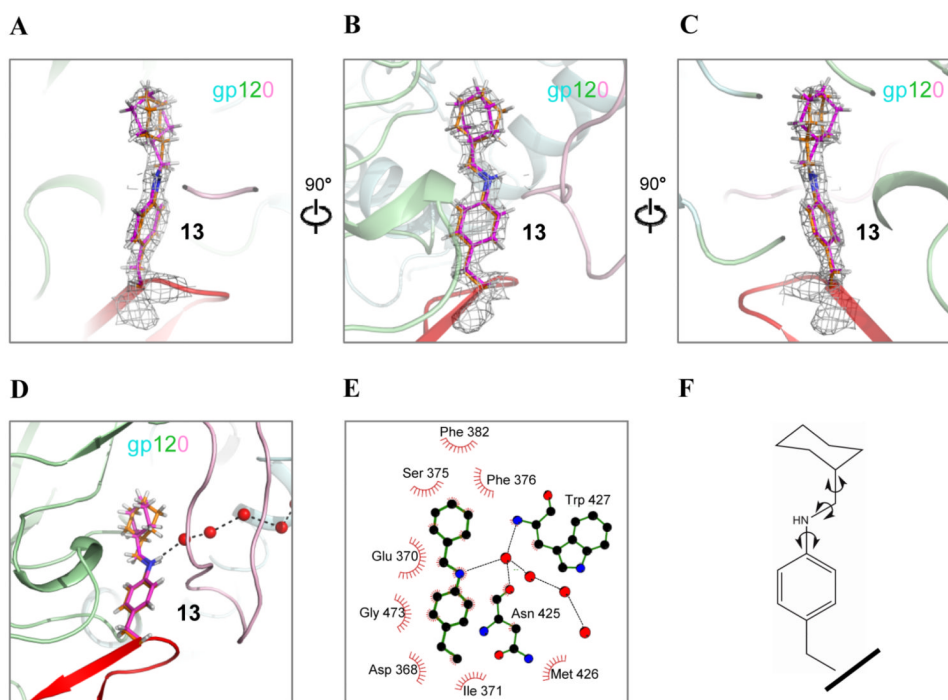 A
B
C
gp120
13
90°
gp120
13
90°
gp120
13
D
E
F
gp120
13
Phe 382
Ser 375
Phe 376
Trp 427
Glu 370
Gly 473
Asn 425
Asp 368
Ile 371
Met 426
HN